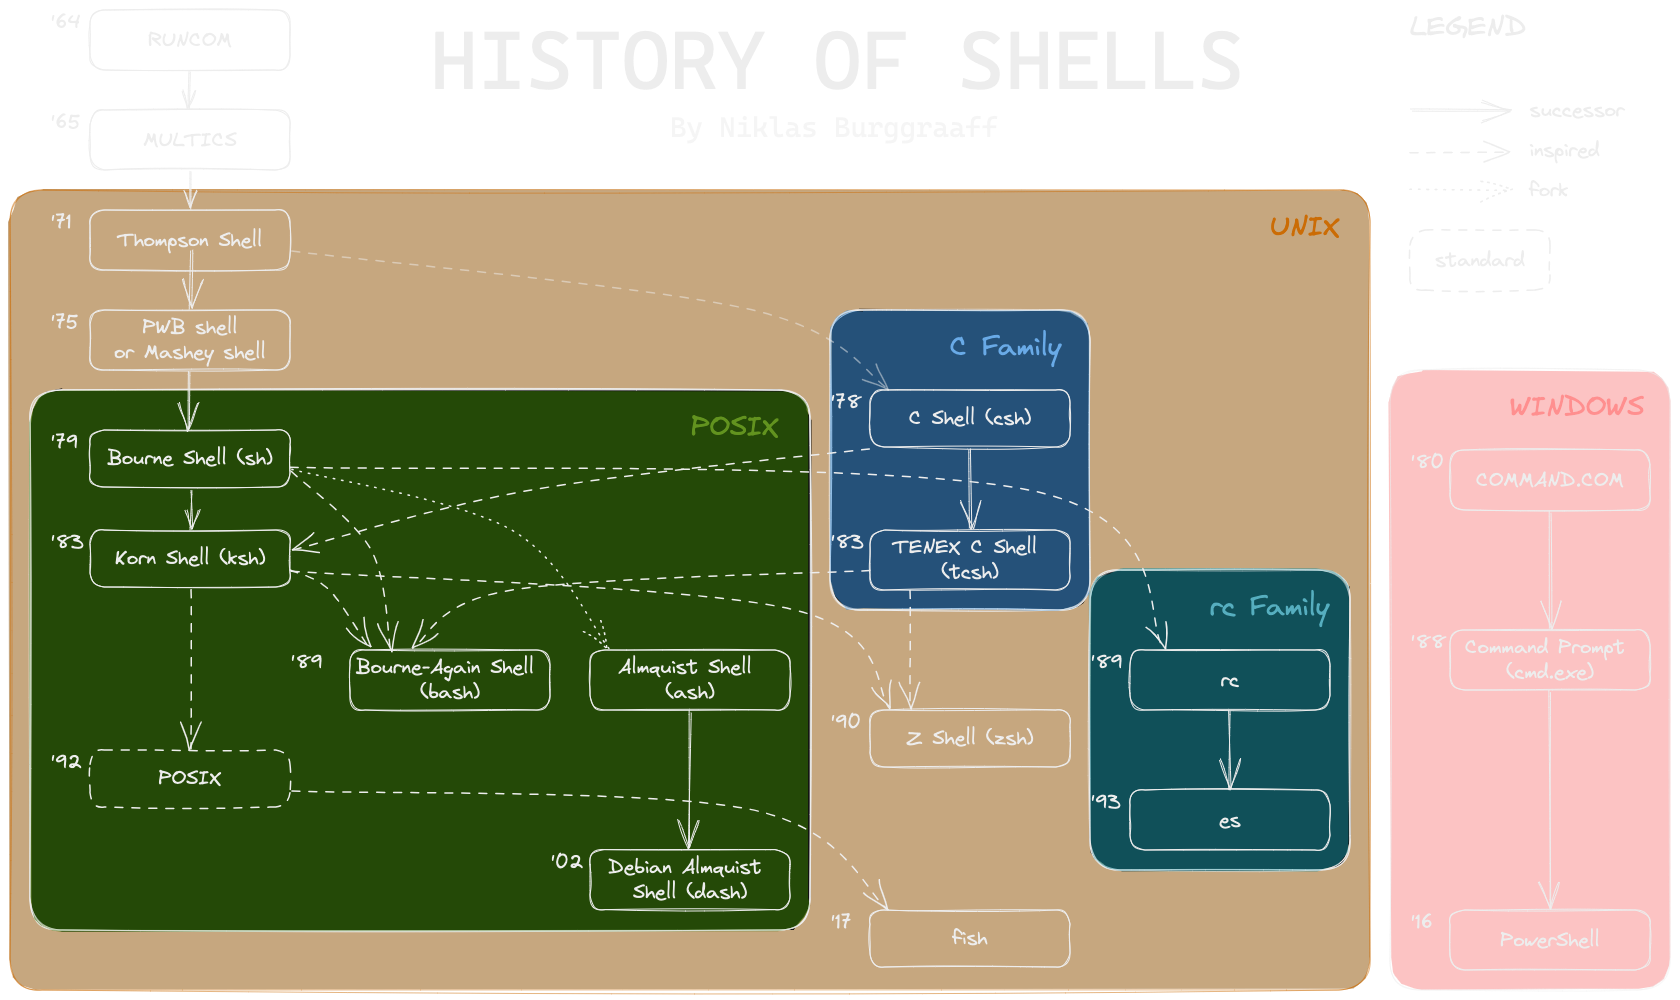 HISTORY OF SHELLS
By Niklas Burggraaff
LEGEND
successor
inspired
fork
standard
'64
RUNCOM
'65
MULTICS
UNIX
'71
Thompson Shell
'75
PWB shell
or Mashey shell
POSIX
'79
Bourne Shell (sh)
'83
Korn Shell (ksh)
'89
Bourne-Again Shell
(bash)
Almquist Shell
(ash)
'92
POSIX
'02
Debian Almquist
Shell (dash)
C Family
'78
C Shell (csh)
'83
TENEX C Shell
(tcsh)
'90
Z Shell (zsh)
'17
fish
rc Family
'89
rc
'93
es
WINDOWS
'80
COMMAND.COM
'88
Command Prompt
(cmd.exe)
'16
PowerShell